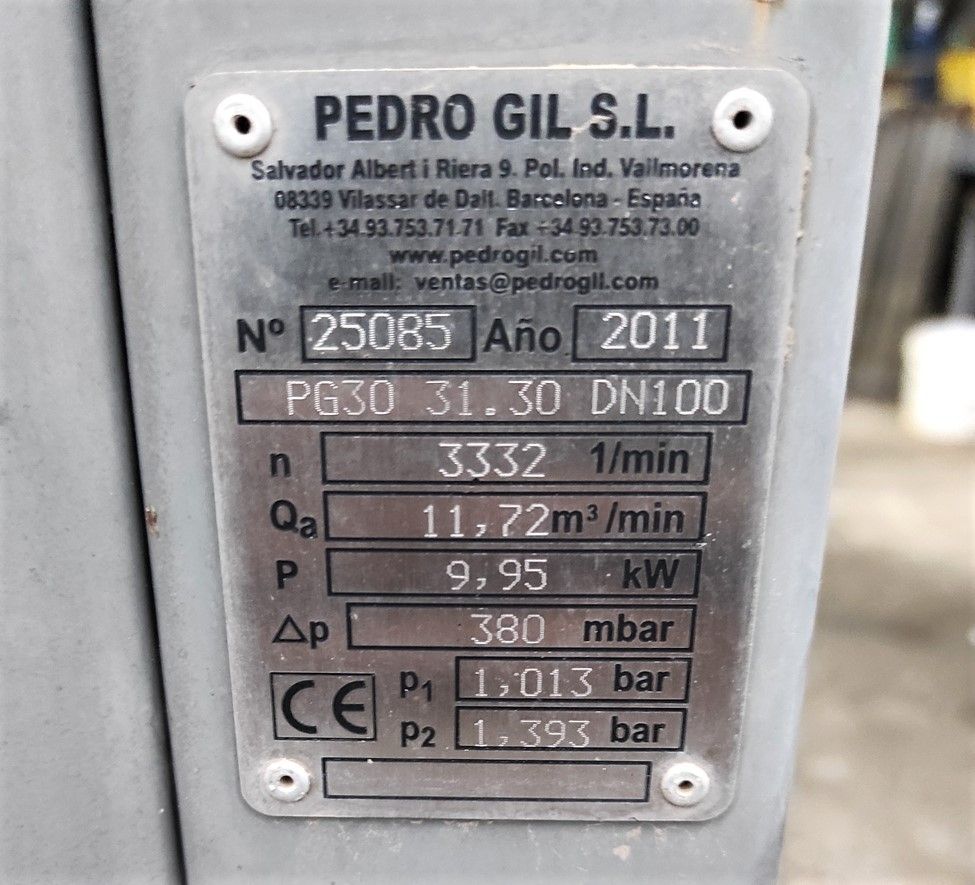 PEDRO GIL S.L.
Salvador Albert i Riera 9. Pol. Ind. Vallmorena
08339 Vilassar de Dalt. Barcelona - España
Tel.+34.93.753.71.71 Fax +34.93.753.73.00
www.pedrogil.com
e-mail: ventas@pedrogil.com
Nº 25085 Año 2011
PG30 31.30 DN100
n 3332 1/min
Qa 11,72 m³/min
P 9,95 kW
Δp 380 mbar
CE p1 1,013 bar
p2 1,393 bar